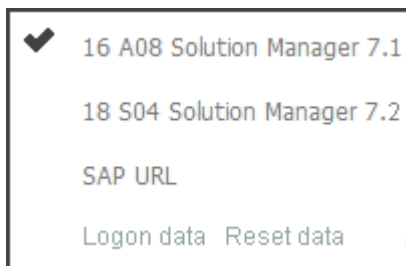 16 A08 Solution Manager 7.1
18 S04 Solution Manager 7.2
SAP URL
Logon data Reset data